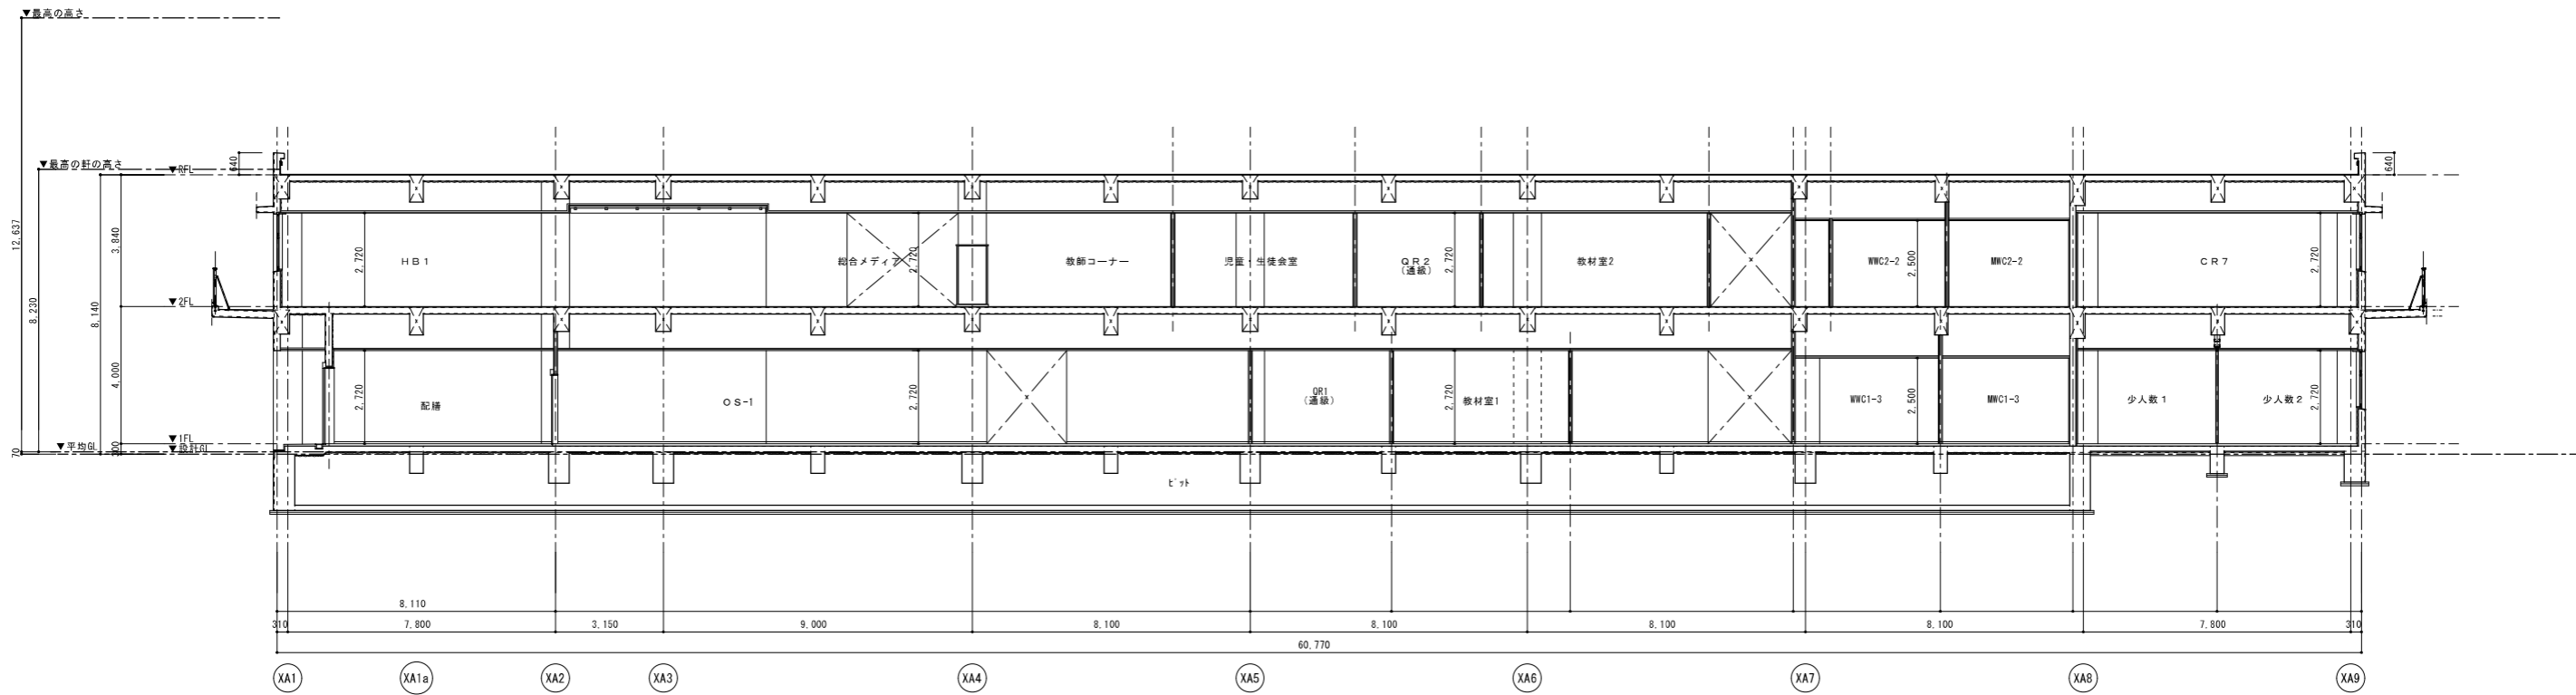 ▼最高の高さ
▼最高の軒の高さ
▼RFL
640
640
12,637
3,840
8,230
8,140
2,720
HB1
総合メディア
2,720
教師コーナー
児童・生徒会室
QR2
(通級)
2,720
教材室2
WWC2-2
2,500
MWC2-2
CR7
2,720
▼2FL
4,000
2,720
配膳
OS-1
2,720
QR1
(通級)
2,720
教材室1
WWC1-3
2,500
MWC1-3
少人数1
少人数2
2,720
▼1FL
▼平均GL
▼設計GL
70
300
ピット
8,110
310
7,800
3,150
9,000
8,100
8,100
8,100
8,100
7,800
310
60,770
XA1
XA1a
XA2
XA3
XA4
XA5
XA6
XA7
XA8
XA9